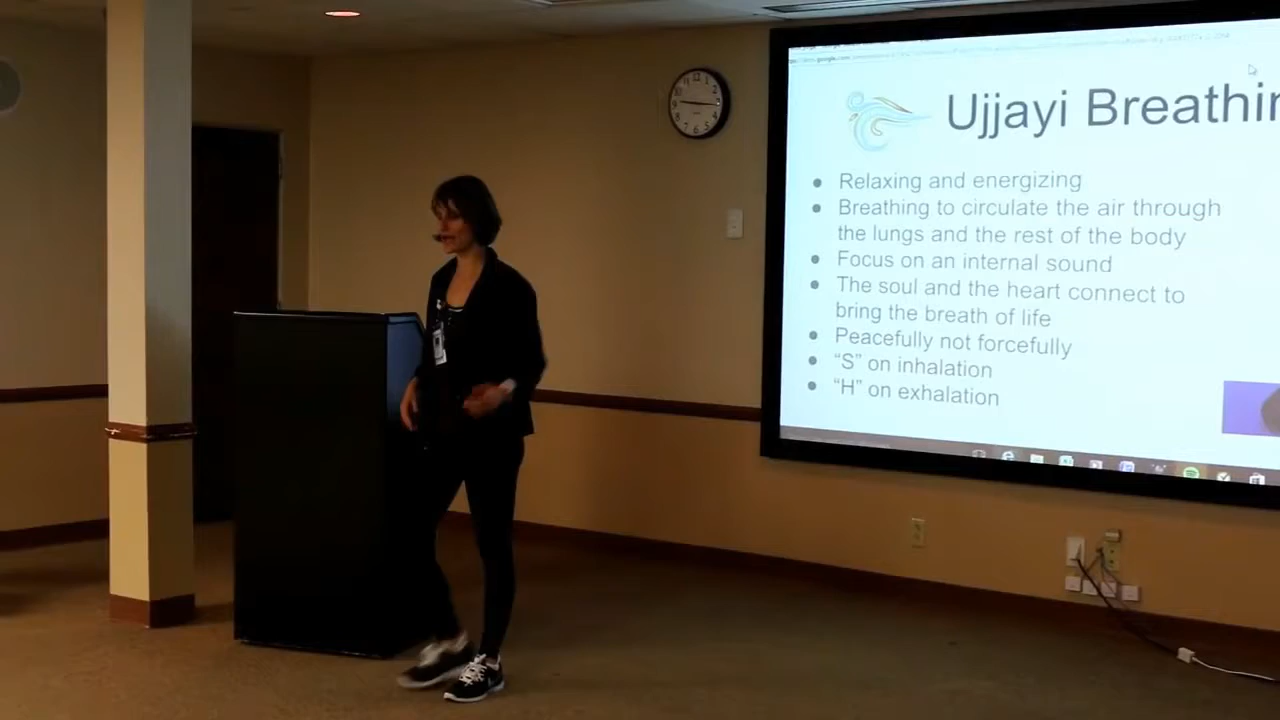 Ujjayi Breathin
● Relaxing and energizing
● Breathing to circulate the air through
the lungs and the rest of the body
● Focus on an internal sound
● The soul and the heart connect to
bring the breath of life
● Peacefully not forcefully
● “S” on inhalation
● “H” on exhalation